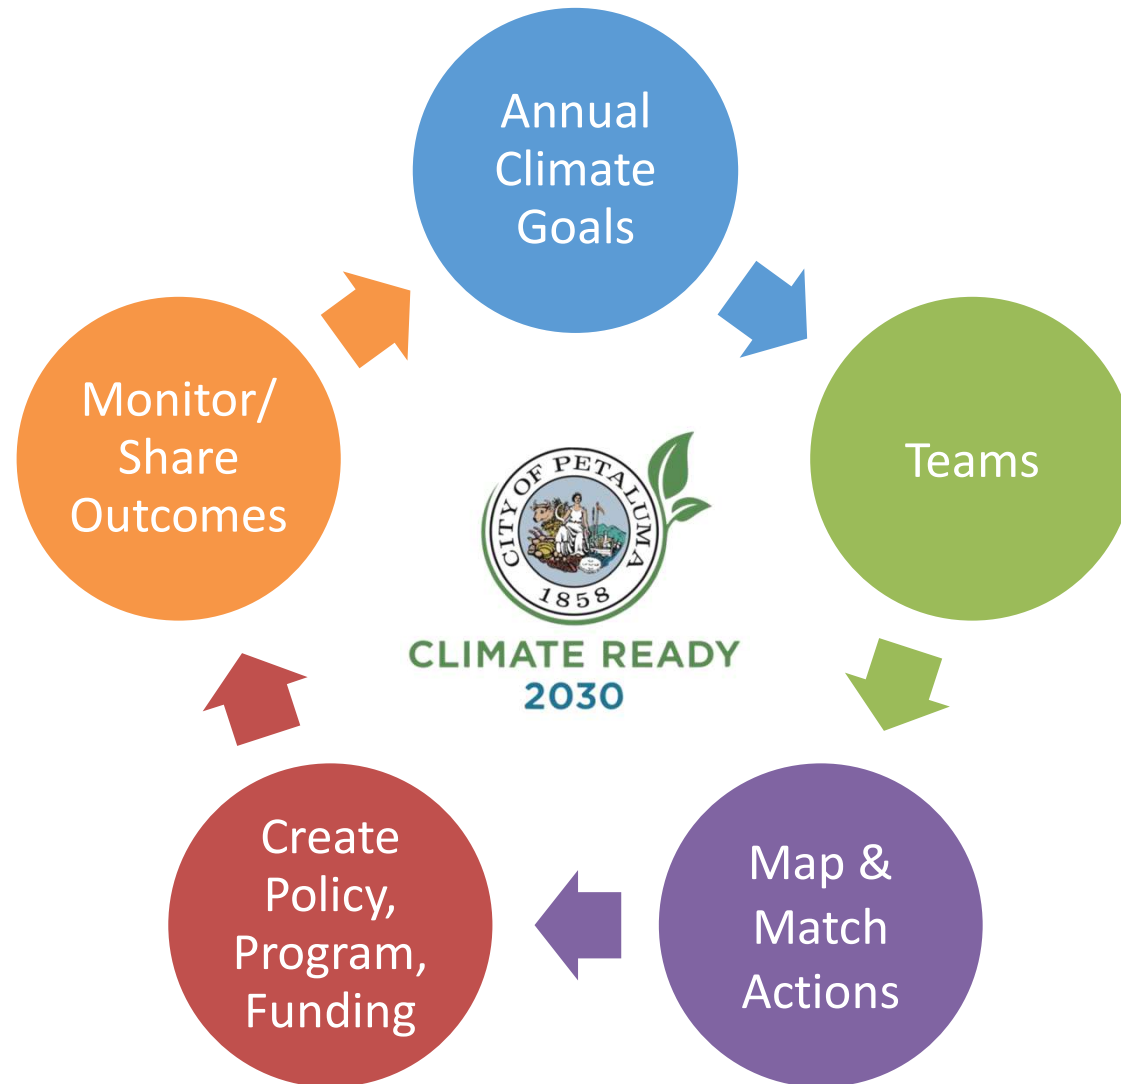 Annual
Climate
Goals
Teams
Map &
Match
Actions
Create
Policy,
Program,
Funding
Monitor/
Share
Outcomes
CITY OF PETALUMA
1858
CLIMATE READY
2030